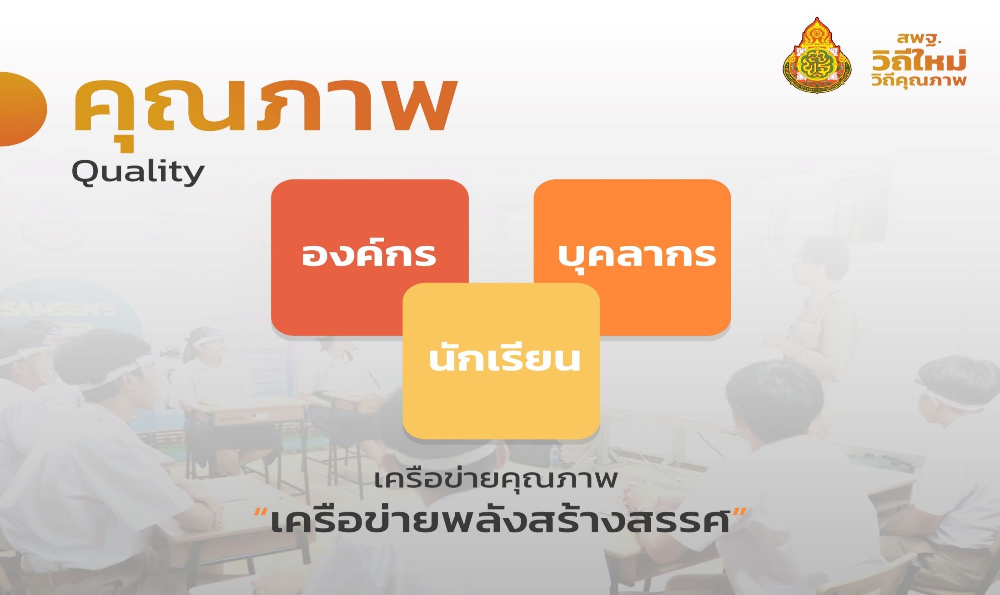 สพฐ.
วิถีใหม่
วิถีคุณภาพ
คุณภาพ
Quality
องค์กร
บุคลากร
นักเรียน
SAMSEN'S
เครือข่ายคุณภาพ
“เครือข่ายพลังสร้างสรรค์”